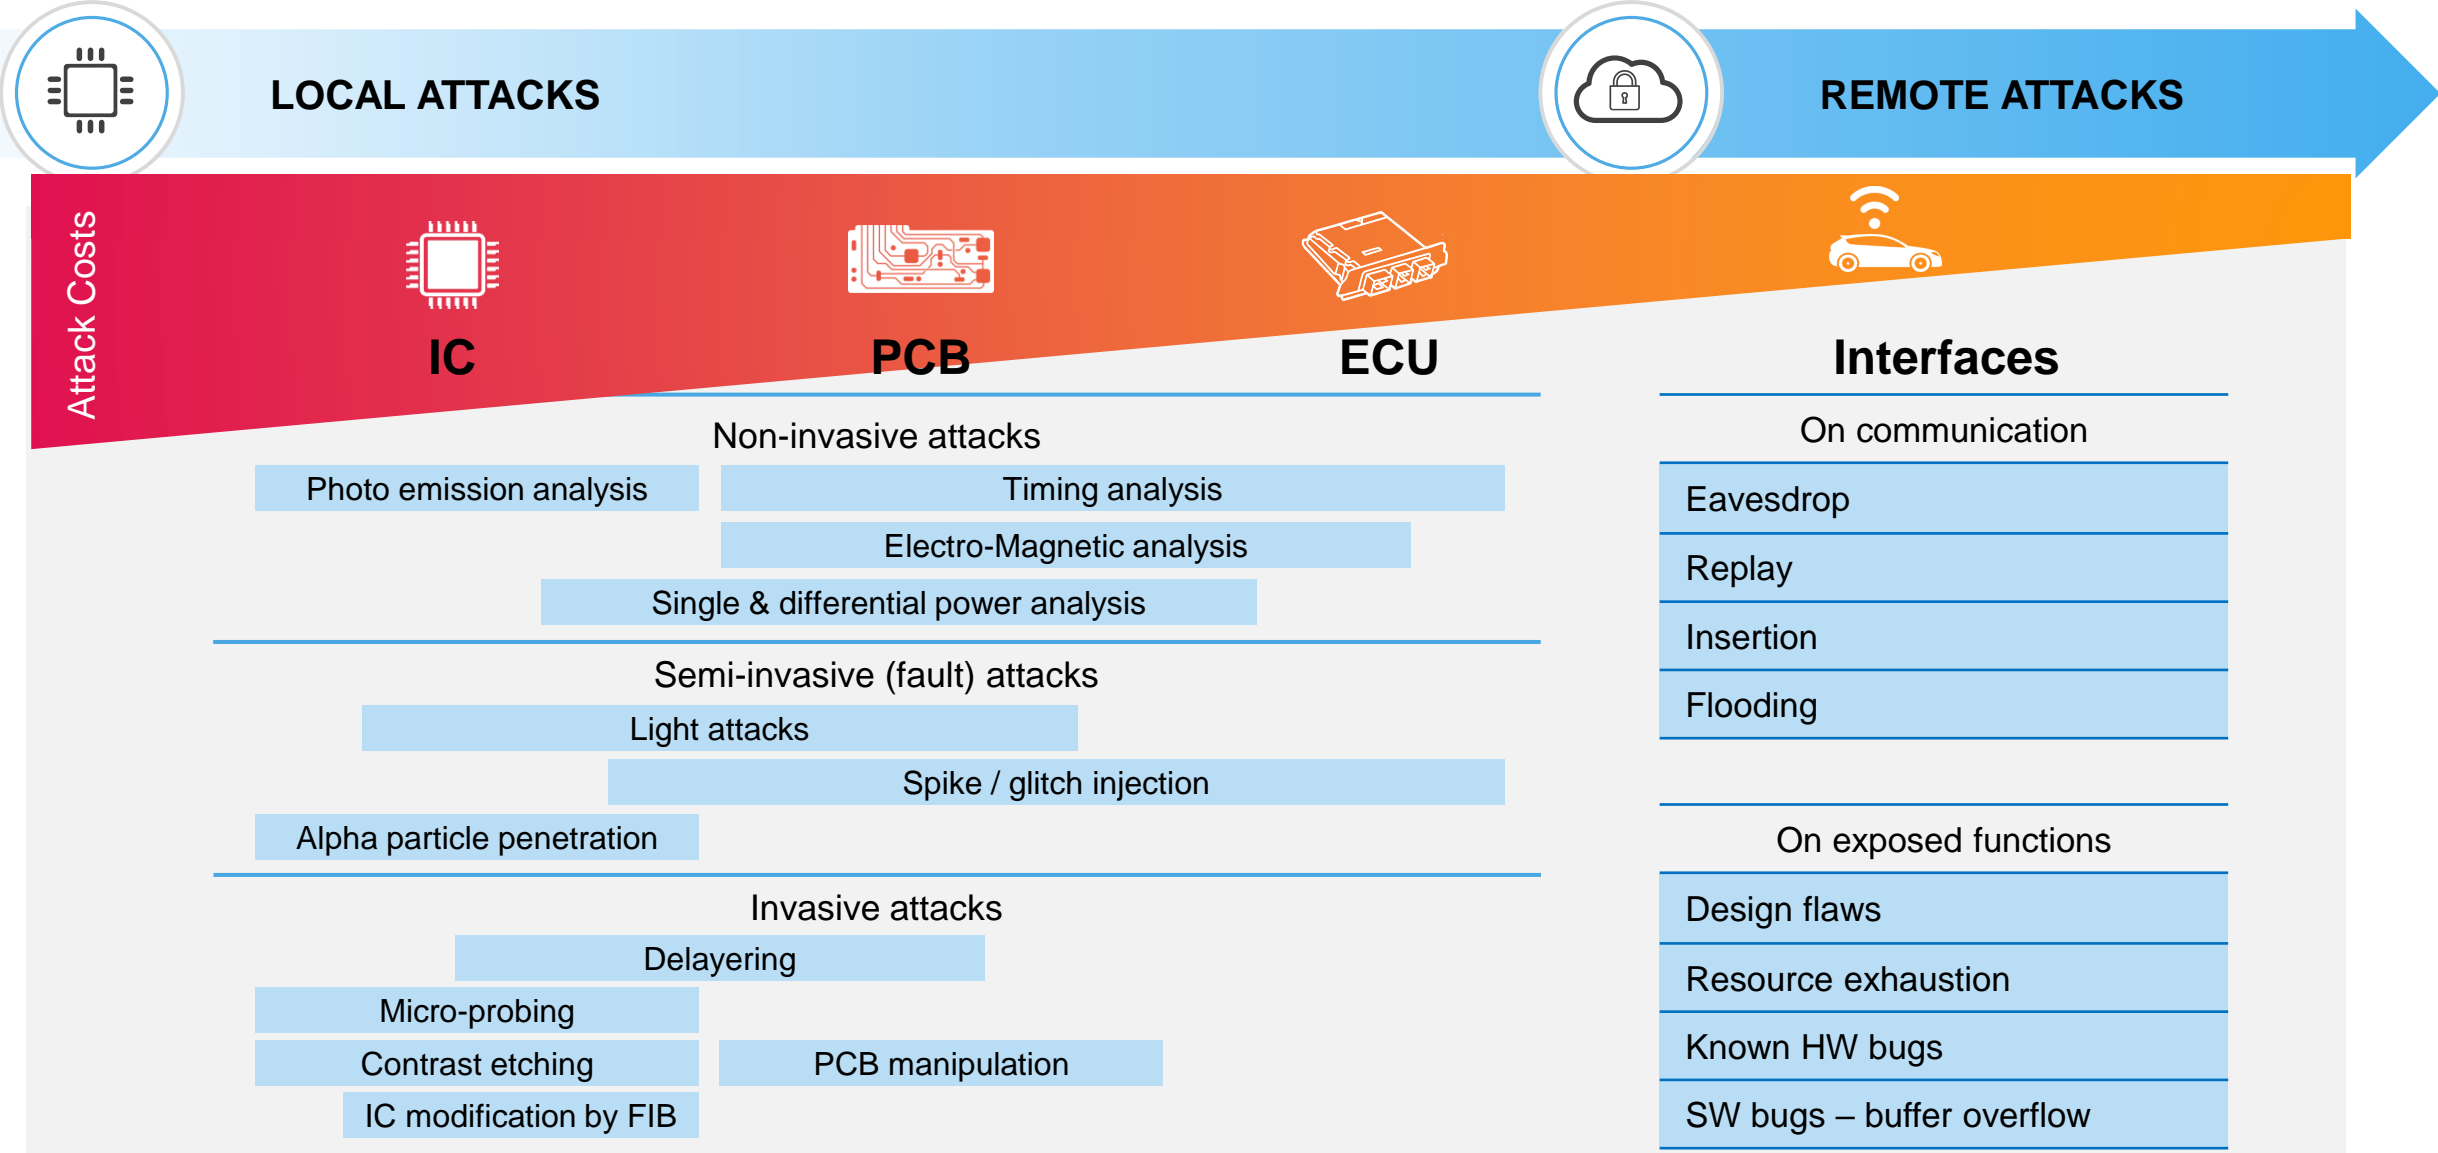 LOCAL ATTACKS
REMOTE ATTACKS
Attack Costs
IC
PCB
ECU
Interfaces
Non-invasive attacks
Photo emission analysis
Timing analysis
Electro-Magnetic analysis
Single & differential power analysis
Semi-invasive (fault) attacks
Light attacks
Spike / glitch injection
Alpha particle penetration
Invasive attacks
Delayering
Micro-probing
Contrast etching
PCB manipulation
IC modification by FIB
On communication
Eavesdrop
Replay
Insertion
Flooding
On exposed functions
Design flaws
Resource exhaustion
Known HW bugs
SW bugs – buffer overflow